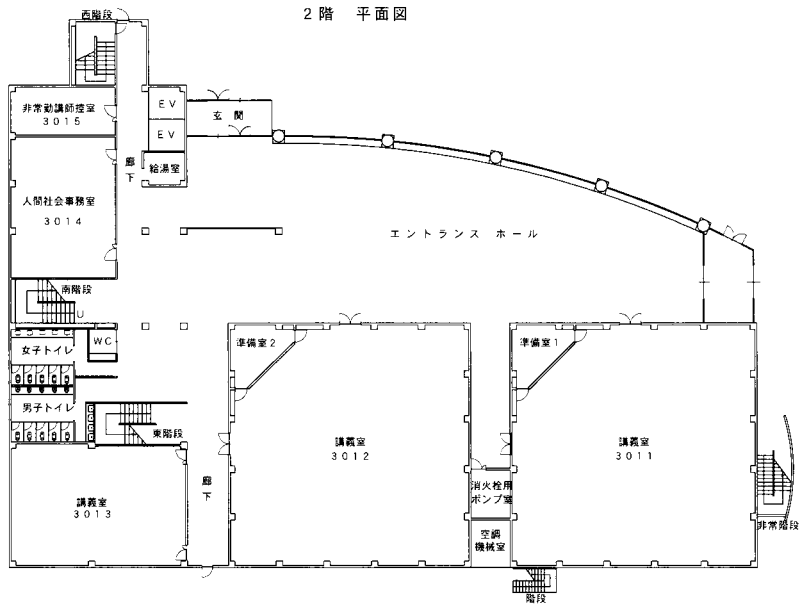 2階 平面図
西階段
非常勤講師控室
3015
EV
EV
玄関
給湯室
廊下
人間社会事務室
3014
エントランス ホール
南階段
U
WC
女子トイレ
男子トイレ
東階段
準備室2
準備室1
講義室
3012
講義室
3011
講義室
3013
廊下
消火栓用
ポンプ室
空調
機械室
非常階段
階段